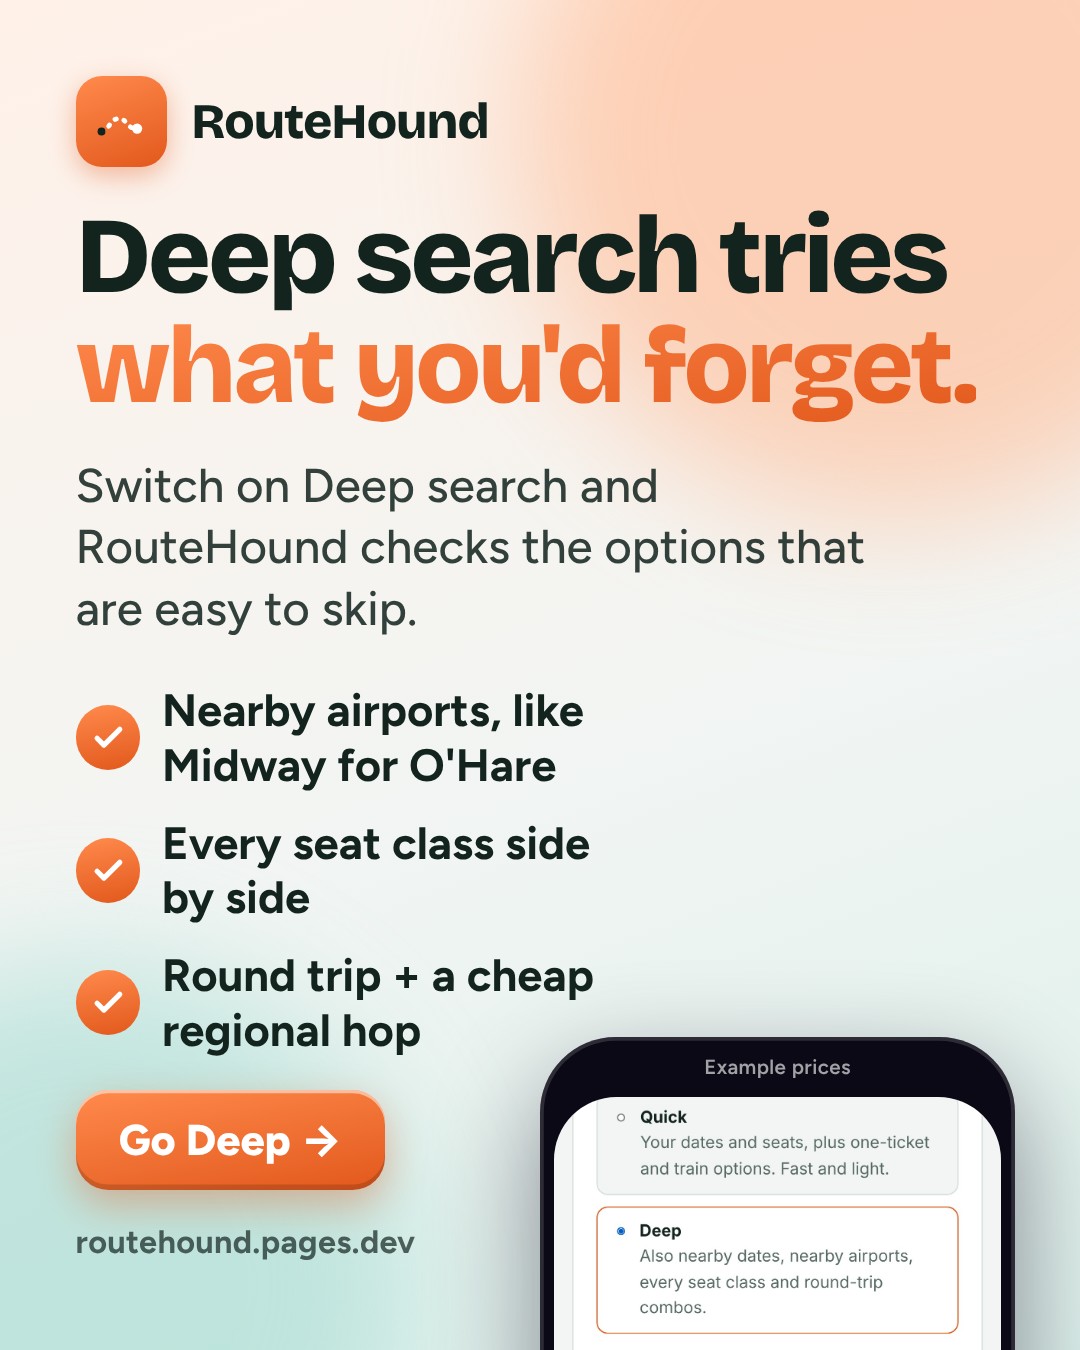 RouteHound
Deep search tries
what you'd forget.
Switch on Deep search and
RouteHound checks the options that
are easy to skip.
Nearby airports, like
Midway for O'Hare
Every seat class side
by side
Round trip + a cheap
regional hop
Go Deep →
routehound.pages.dev
Example prices
Quick
Your dates and seats, plus one-ticket
and train options. Fast and light.
Deep
Also nearby dates, nearby airports,
every seat class and round-trip
combos.